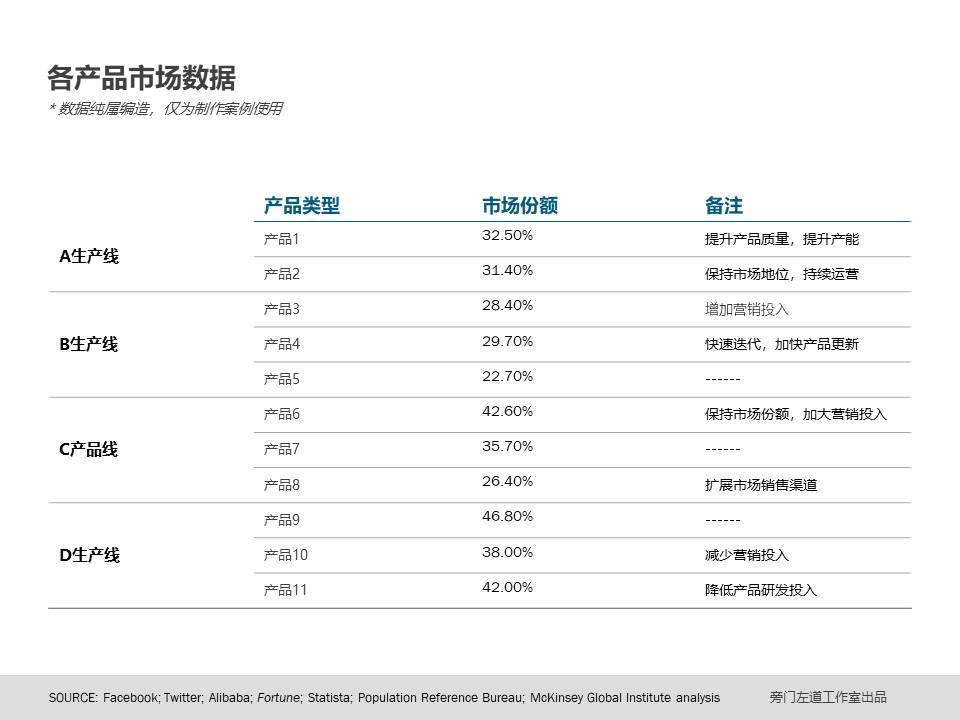 各产品市场数据
* 数据纯属编造，仅为制作案例使用
产品类型 市场份额 备注
A生产线
产品1 32.50% 提升产品质量，提升产能
产品2 31.40% 保持市场地位，持续运营
B生产线
产品3 28.40% 增加营销投入
产品4 29.70% 快速迭代，加快产品更新
产品5 22.70% ------
C产品线
产品6 42.60% 保持市场份额，加大营销投入
产品7 35.70% ------
产品8 26.40% 扩展市场销售渠道
D生产线
产品9 46.80% ------
产品10 38.00% 减少营销投入
产品11 42.00% 降低产品研发投入
SOURCE: Facebook; Twitter; Alibaba; Fortune; Statista; Population Reference Bureau; McKinsey Global Institute analysis 旁门左道工作室出品